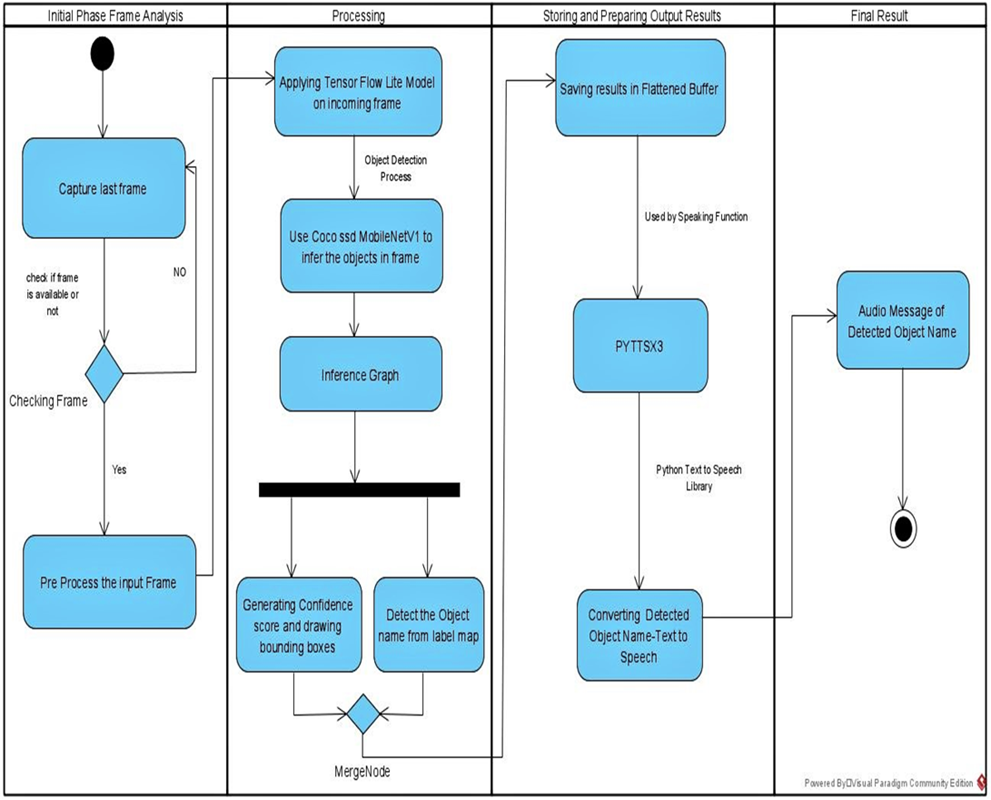 Initial Phase Frame Analysis
Processing
Storing and Preparing Output Results
Final Result
Capture last frame
check if frame
is available or
not
NO
Checking Frame
Yes
Pre Process the input Frame
Applying Tensor Flow Lite Model
on incoming frame
Object Detection
Process
Use Coco ssd MobileNetV1 to
infer the objects in frame
Inference Graph
Generating Confidence
score and drawing
bounding boxes
Detect the Object
name from label map
MergeNode
Saving results in Flattened Buffer
Used by Speaking Function
PYTTSX3
Python Text to Speech
Library
Converting Detected
Object Name-Text to
Speech
Audio Message of
Detected Object Name
Powered By Visual Paradigm Community Edition